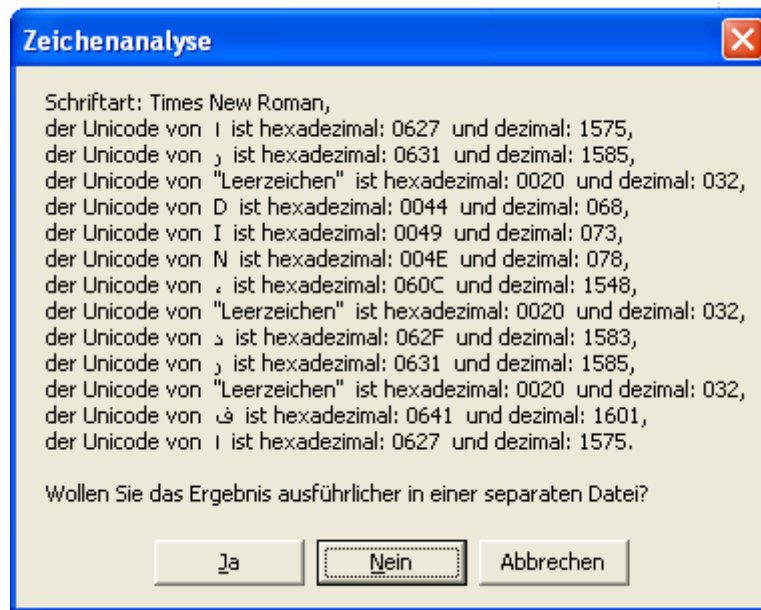 Zeichenanalyse
Schriftart: Times New Roman,
der Unicode von ا ist hexadezimal: 0627 und dezimal: 1575,
der Unicode von ر ist hexadezimal: 0631 und dezimal: 1585,
der Unicode von "Leerzeichen" ist hexadezimal: 0020 und dezimal: 032,
der Unicode von D ist hexadezimal: 0044 und dezimal: 068,
der Unicode von I ist hexadezimal: 0049 und dezimal: 073,
der Unicode von N ist hexadezimal: 004E und dezimal: 078,
der Unicode von ، ist hexadezimal: 060C und dezimal: 1548,
der Unicode von "Leerzeichen" ist hexadezimal: 0020 und dezimal: 032,
der Unicode von د ist hexadezimal: 062F und dezimal: 1583,
der Unicode von ر ist hexadezimal: 0631 und dezimal: 1585,
der Unicode von "Leerzeichen" ist hexadezimal: 0020 und dezimal: 032,
der Unicode von ف ist hexadezimal: 0641 und dezimal: 1601,
der Unicode von ا ist hexadezimal: 0627 und dezimal: 1575.
Wollen Sie das Ergebnis ausführlicher in einer separaten Datei?
Ja Nein Abbrechen